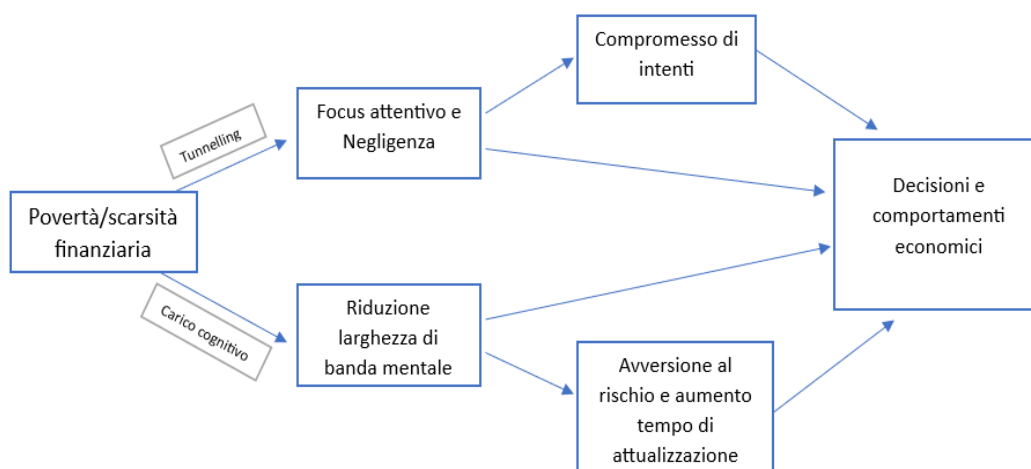 Compromesso di
intenti
Focus attentivo e
Negligenza
Tunnelling
Decisioni e
comportamenti
economici
Povertà/scarsità
finanziaria
Carico cognitivo
Riduzione
larghezza di
banda mentale
Avversione al
rischio e aumento
tempo di
attualizzazione